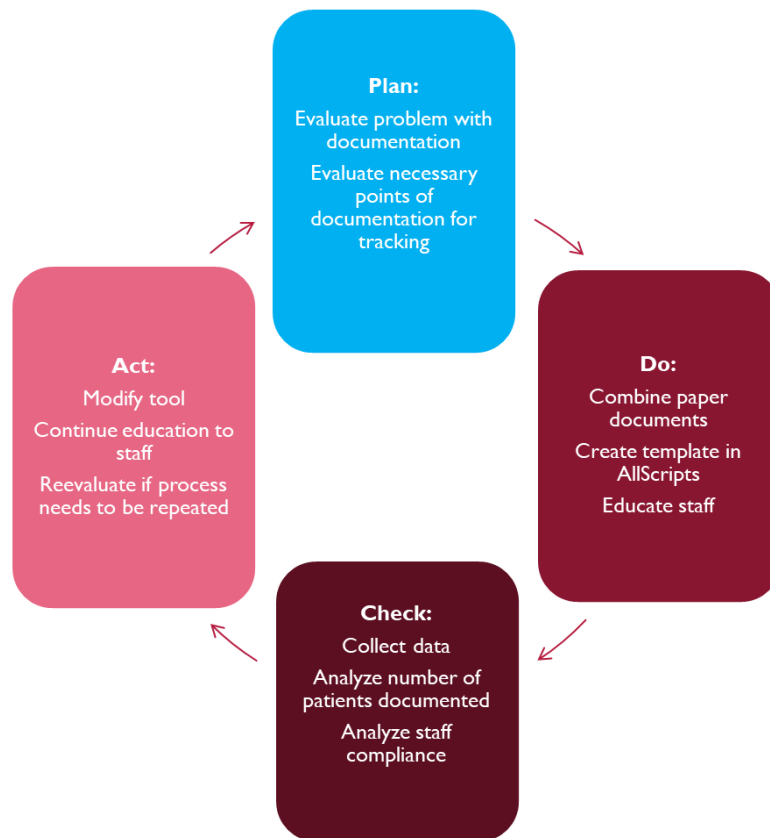 Plan:
Evaluate problem with
documentation
Evaluate necessary
points of
documentation for
tracking
Do:
Combine paper
documents
Create template in
AllScripts
Educate staff
Check:
Collect data
Analyze number of
patients documented
Analyze staff
compliance
Act:
Modify tool
Continue education to
staff
Reevaluate if process
needs to be repeated